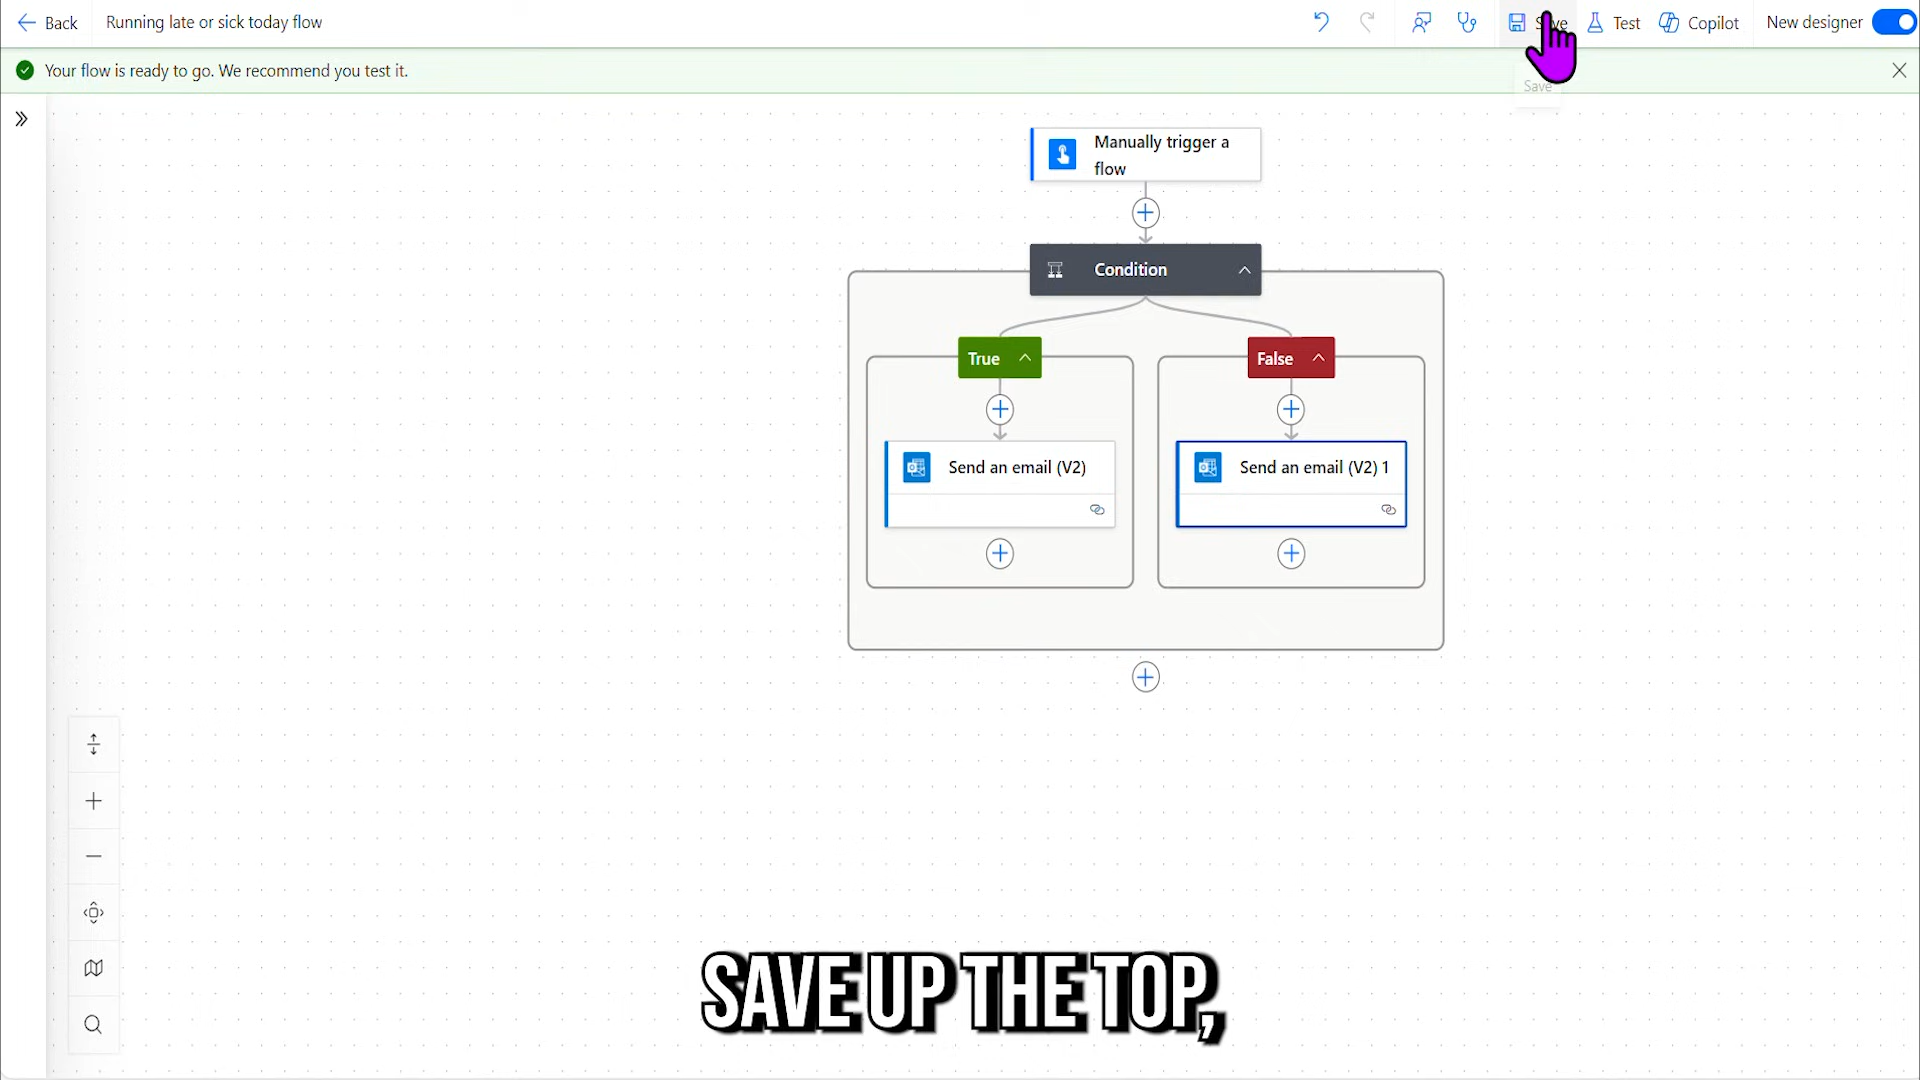 Back
Running late or sick today flow
Save
Test
Copilot
New designer
Your flow is ready to go. We recommend you test it.
Save
Manually trigger a
flow
Condition
True
False
Send an email (V2)
Send an email (V2) 1
SAVE UP THE TOP,